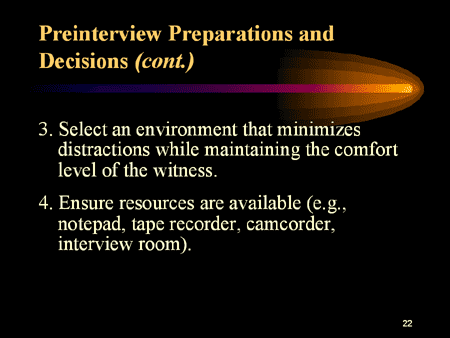 Preinterview Preparations and
Decisions (cont.)
3. Select an environment that minimizes
distractions while maintaining the comfort
level of the witness.
4. Ensure resources are available (e.g.,
notepad, tape recorder, camcorder,
interview room).
22